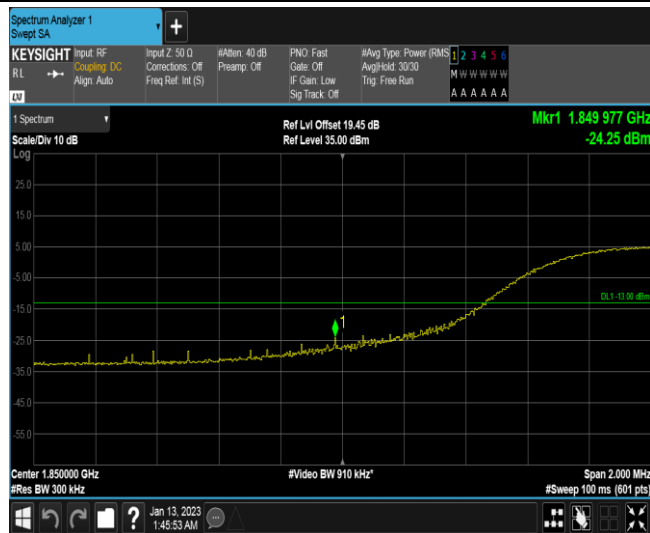 Spectrum Analyzer 1
Swept SA
+
KEYSIGHT
RL
LXI
Input: RF
Coupling: DC
Align: Auto
Input Z: 50 Ω
Corrections: Off
Freq Ref: Int (S)
#Atten: 40 dB
Preamp: Off
PNO: Fast
Gate: Off
IF Gain: Low
Sig Track: Off
#Avg Type: Power (RMS
Avg|Hold: 30/30
Trig: Free Run
1 2 3 4 5 6
M W W W W W
A A A A A A
1 Spectrum
Scale/Div 10 dB
Log
Ref Lvl Offset 19.45 dB
Ref Level 35.00 dBm
Mkr1 1.849 977 GHz
-24.25 dBm
25.0
15.0
5.00
-5.00
-15.0
-25.0
-35.0
-45.0
-55.0
DL1 -13.00 dBm
1
Center 1.850000 GHz
#Res BW 300 kHz
#Video BW 910 kHz*
Span 2.000 MHz
#Sweep 100 ms (601 pts)
?
Jan 13, 2023
1:45:53 AM